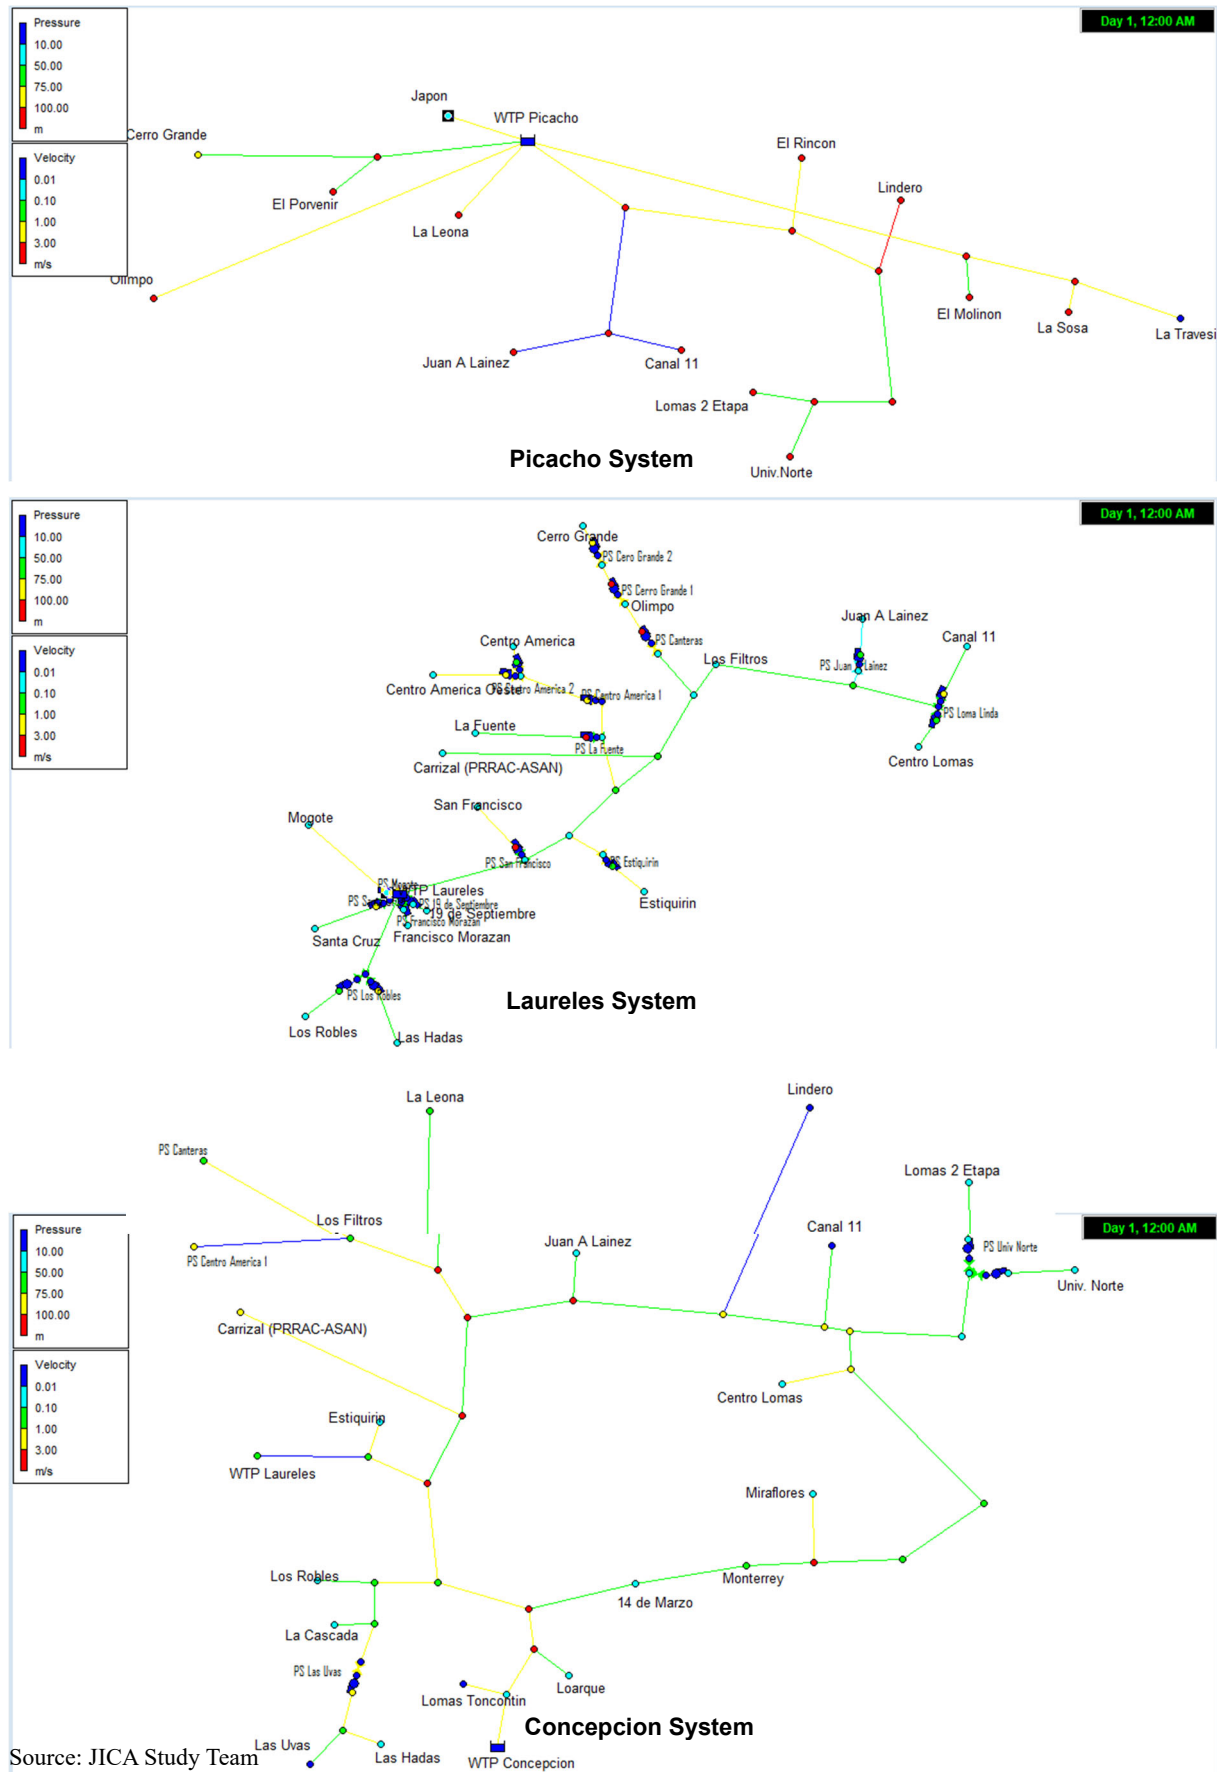 Pressure
10.00
50.00
75.00
100.00
m
Day 1, 12:00 AM
Velocity
0.01
0.10
1.00
3.00
m/s
Japon
WTP Picacho
Cerro Grande
El Rincon
Lindero
El Porvenir
La Leona
Olimpo
El Molinon
La Sosa
La Travesi
Juan A Lainez
Canal 11
Lomas 2 Etapa
Univ.Norte
Picacho System
Pressure
10.00
50.00
75.00
100.00
m
Day 1, 12:00 AM
Velocity
0.01
0.10
1.00
3.00
m/s
Cerro Grande
PS Cero Grande 2
PS Cerro Grande 1
Olimpo
PS Canteras
Juan A Lainez
Canal 11
Centro America
Los Filtros
PS Juan A Lainez
Centro America Oeste
PS Centro America 2
PS Centro America 1
PS Loma Linda
La Fuente
PS La Fuente
Centro Lomas
Carrizal (PRRAC-ASAN)
San Francisco
Mogote
PS San Francisco
PS Estiquirin
PS Mogote
WTP Laureles
Estiquirin
PS 19 de Septiembre
19 de Septiembre
PS Francisco Morazan
Santa Cruz
Francisco Morazan
PS Los Robles
Los Robles
Las Hadas
Laureles System
La Leona
Lindero
PS Canteras
Lomas 2 Etapa
Pressure
10.00
50.00
75.00
100.00
m
Day 1, 12:00 AM
Velocity
0.01
0.10
1.00
3.00
m/s
Los Filtros
Canal 11
Juan A Lainez
PS Univ Norte
PS Centro America 1
Univ. Norte
Carrizal (PRRAC-ASAN)
Centro Lomas
Estiquirin
WTP Laureles
Miraflores
Los Robles
Monterrey
14 de Marzo
La Cascada
PS Las Uvas
Loarque
Lomas Toncontin
Concepcion System
Las Uvas
Las Hadas
WTP Concepcion
Source: JICA Study Team